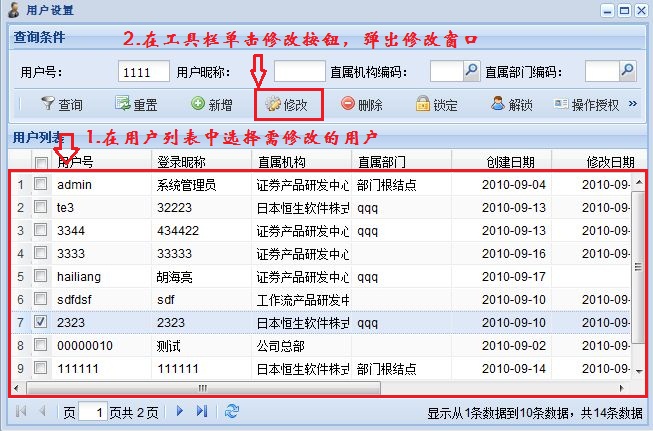 用户设置
查询条件
2.在工具栏单击修改按钮，弹出修改窗口
用户号： 1111 用户昵称： 直属机构编码： 直属部门编码：
查询 重置 新增 修改 删除 锁定 解锁 操作授权 »
用户列表
1.在用户列表中选择需修改的用户
用户号 登录昵称 直属机构 直属部门 创建日期 修改日期
1 admin 系统管理员 证券产品研发中心 部门根结点 2010-09-04 2010-09-
2 te3 32223 日本恒生软件株式 qqq 2010-09-13 2010-09-
3 3344 434422 证券产品研发中心 qqq 2010-09-13 2010-09-
4 3333 33333 证券产品研发中心 2010-09-16 2010-09-
5 hailiang 胡海亮 证券产品研发中心 qqq 2010-09-17
6 sdfdsf sdf 工作流产品研发中 2010-09-10 2010-09-
7 2323 2323 日本恒生软件株式 qqq 2010-09-10 2010-09-
8 00000010 测试 公司总部 2010-09-02 2010-09-
9 111111 111111 日本恒生软件株式 部门根结点 2010-09-14 2010-09-
页 1 页共 2 页 显示从1条数据到10条数据，共14条数据